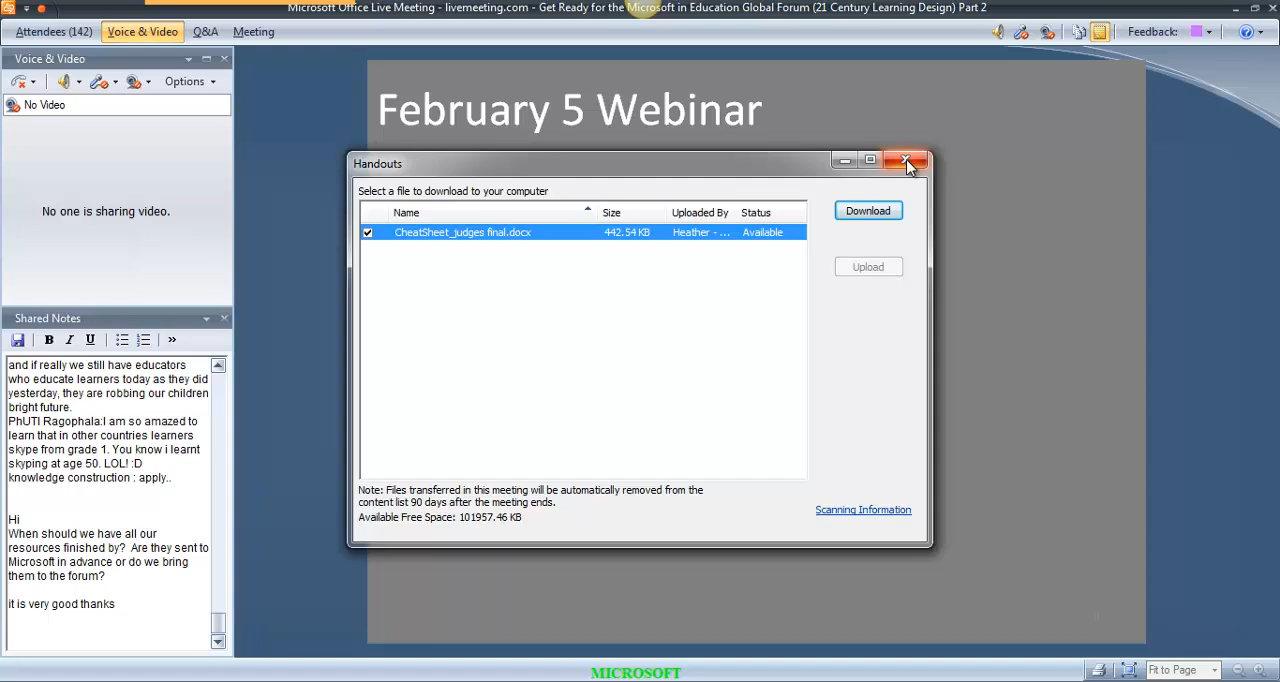 Microsoft Office Live Meeting - livemeeting.com - Get Ready for the Microsoft in Education Global Forum (21 Century Learning Design) Part 2
Attendees (142) Voice & Video Q&A Meeting Feedback:
Voice & Video
Options
No Video
No one is sharing video.
Shared Notes
B I U »
and if really we still have educators
who educate learners today as they did
yesterday, they are robbing our children
bright future.
PhUTI Ragophala:I am so amazed to
learn that in other countries learners
skype from grade 1. You know i learnt
skyping at age 50. LOL! :D
knowledge construction : apply..
Hi
When should we have all our
resources finished by? Are they sent to
Microsoft in advance or do we bring
them to the forum?
it is very good thanks
February 5 Webinar
Handouts
Select a file to download to your computer
Name Size Uploaded By Status
CheatSheet_judges final.docx 442.54 KB Heather - ... Available
Download
Upload
Note: Files transferred in this meeting will be automatically removed from the
content list 90 days after the meeting ends.
Available Free Space: 101957.46 KB
Scanning Information
MICROSOFT
Fit to Page